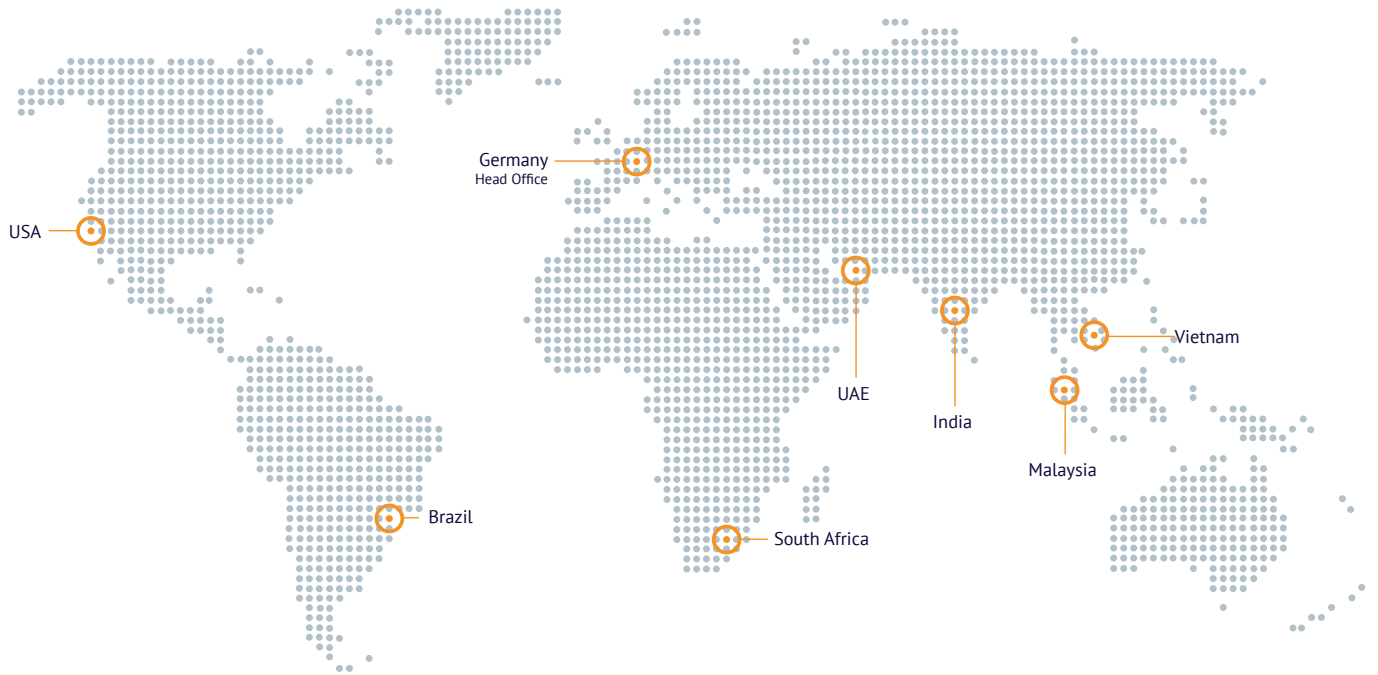 Germany
Head Office
USA
Vietnam
UAE
India
Malaysia
Brazil
South Africa